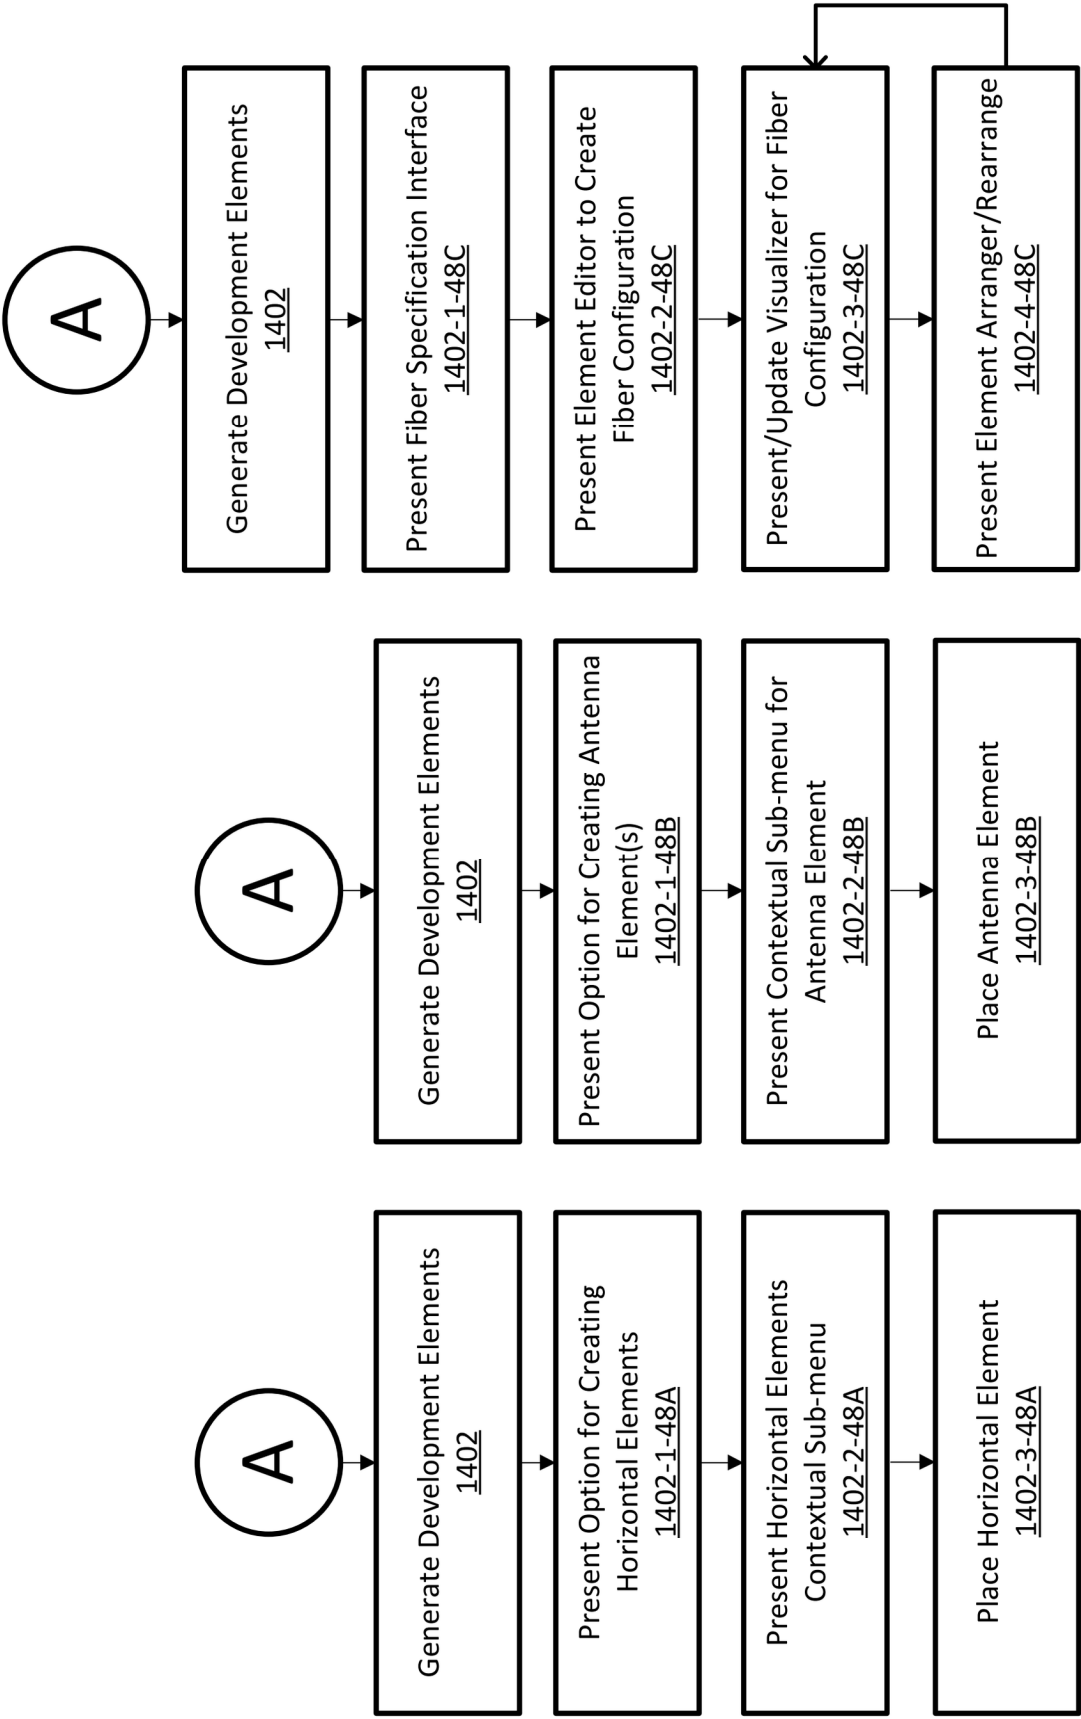 A
Generate Development Elements
1402
Present Option for Creating
Horizontal Elements
1402-1-48A
Present Horizontal Elements
Contextual Sub-menu
1402-2-48A
Place Horizontal Element
1402-3-48A
A
Generate Development Elements
1402
Present Option for Creating Antenna
Element(s)
1402-1-48B
Present Contextual Sub-menu for
Antenna Element
1402-2-48B
Place Antenna Element
1402-3-48B
A
Generate Development Elements
1402
Present Fiber Specification Interface
1402-1-48C
Present Element Editor to Create
Fiber Configuration
1402-2-48C
Present/Update Visualizer for Fiber
Configuration
1402-3-48C
Present Element Arranger/Rearrange
1402-4-48C